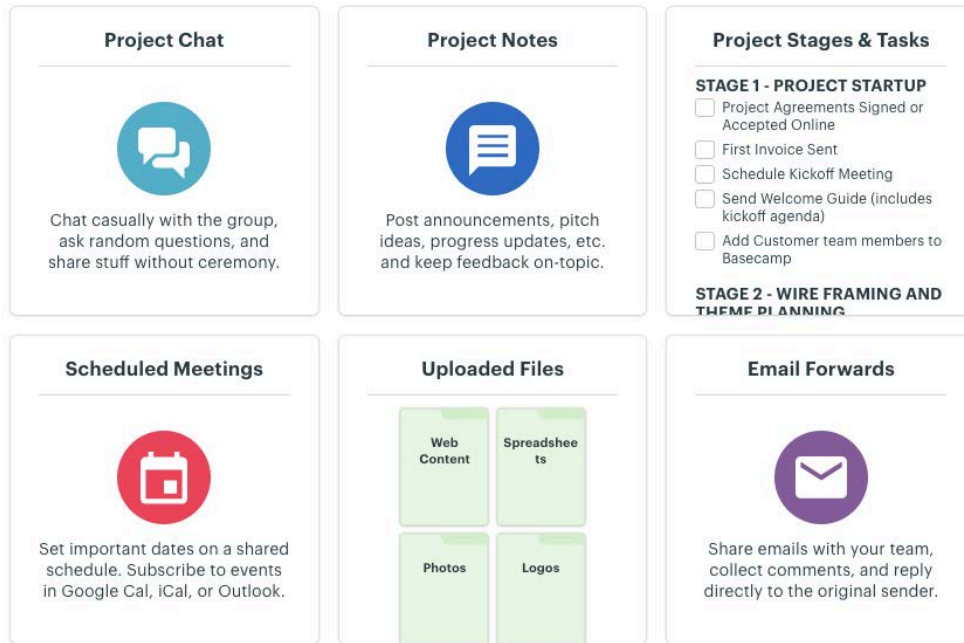 Project Chat
Chat casually with the group,
ask random questions, and
share stuff without ceremony.
Project Notes
Post announcements, pitch
ideas, progress updates, etc.
and keep feedback on-topic.
Project Stages & Tasks
STAGE 1 - PROJECT STARTUP
Project Agreements Signed or
Accepted Online
First Invoice Sent
Schedule Kickoff Meeting
Send Welcome Guide (includes
kickoff agenda)
Add Customer team members to
Basecamp
STAGE 2 - WIRE FRAMING AND
THEME PLANNING
Scheduled Meetings
Set important dates on a shared
schedule. Subscribe to events
in Google Cal, iCal, or Outlook.
Uploaded Files
Web
Content
Spreadshee
ts
Photos
Logos
Email Forwards
Share emails with your team,
collect comments, and reply
directly to the original sender.